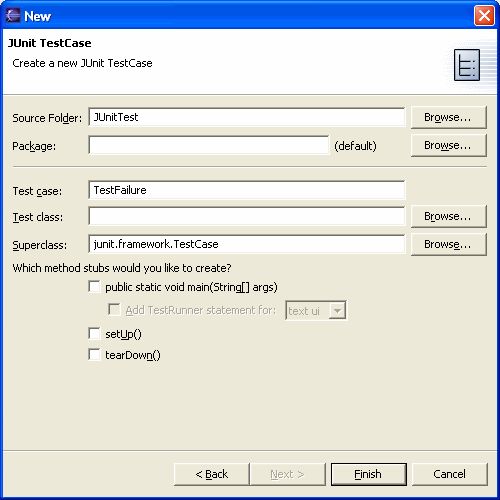 New
JUnit TestCase
Create a new JUnit TestCase
Source Folder: JUnitTest Browse...
Package: (default) Browse...
Test case: TestFailure
Test class: Browse...
Superclass: junit.framework.TestCase Browse...
Which method stubs would you like to create?
public static void main(String[] args)
Add TestRunner statement for: text ui
setUp()
tearDown()
< Back Next > Finish Cancel